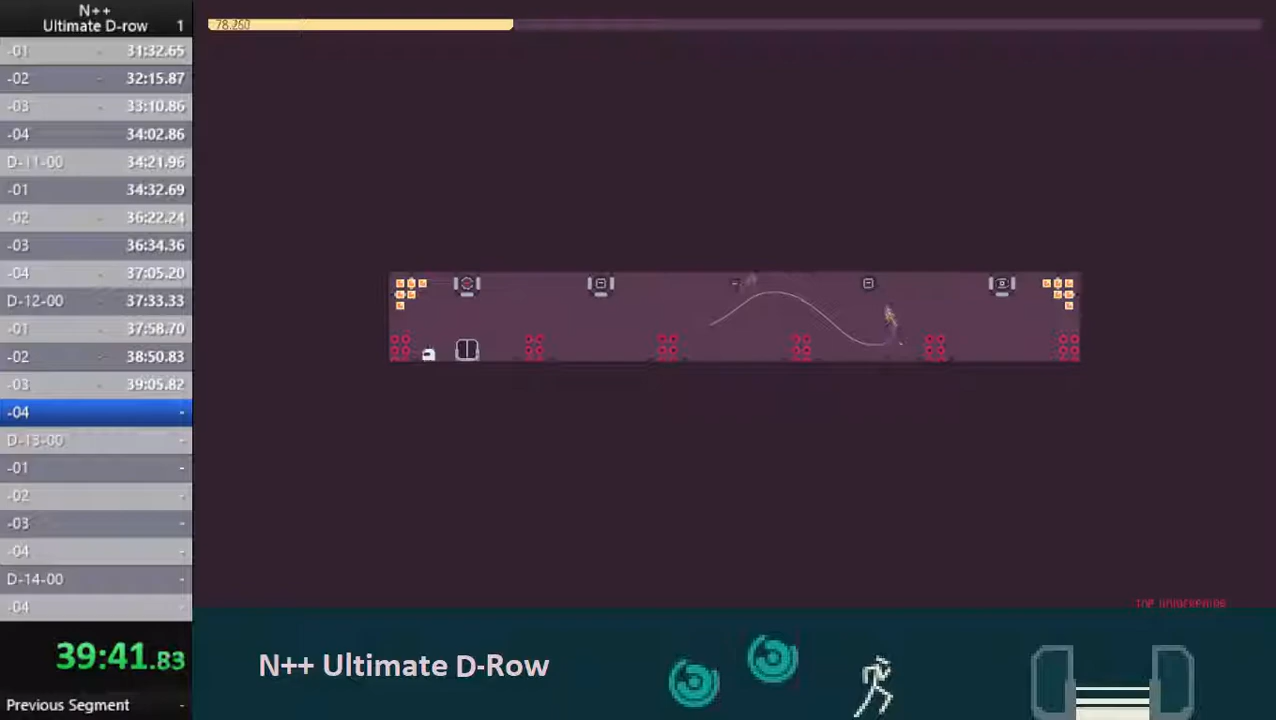 N++
Ultimate D-row 1
-01 - 31:32.65
-02 - 32:15.87
-03 - 33:10.86
-04 - 34:02.86
D-11-00 - 34:21.96
-01 - 34:32.69
-02 - 36:22.24
-03 - 36:34.36
-04 - 37:05.20
D-12-00 - 37:33.33
-01 - 37:58.70
-02 - 38:50.83
-03 - 39:05.82
-04 -
D-13-00 -
-01 -
-02 -
-03 -
-04 -
D-14-00 -
-04 -
39:41.83
Previous Segment -
N++ Ultimate D-Row